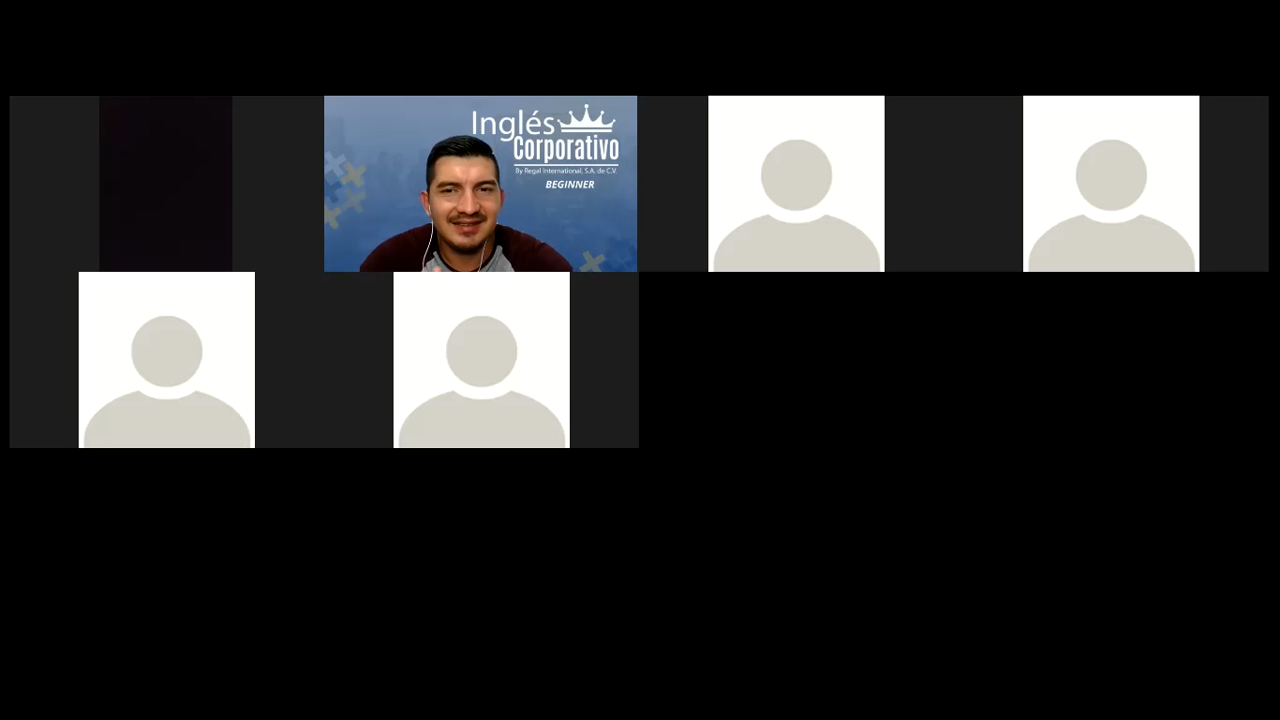 Inglés
Corporativo
By Regal International, S.A. de C.V.
BEGINNER